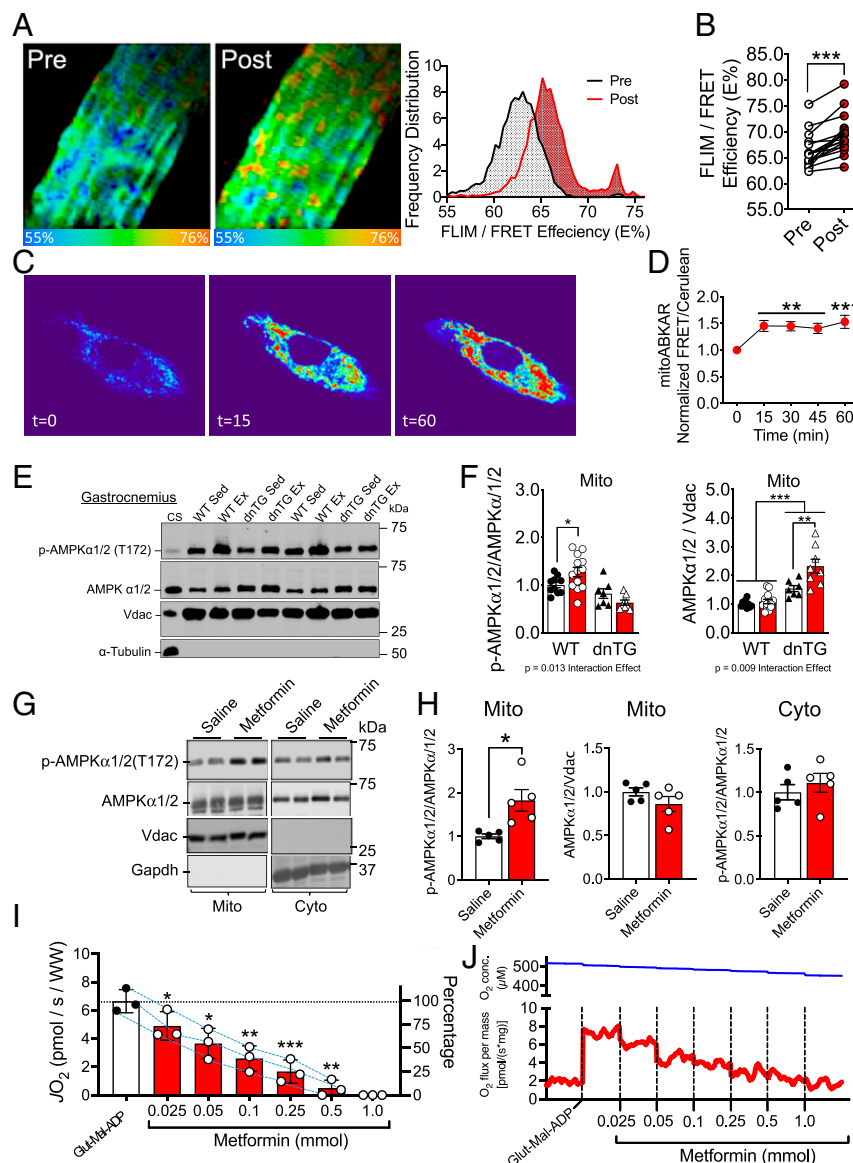 A
Pre
Post
55%
76%
55%
76%
Frequency Distribution
10
8
6
4
2
0
Pre
Post
55
60
65
70
75
FLIM / FRET Effeciency (E%)
B
***
FLIM / FRET
Efficiency (E%)
85.0
80.0
75.0
70.0
65.0
60.0
55.0
Pre
Post
C
t=0
t=15
t=60
D
mitoABKAR
Normalized FRET/Cerulean
2.0
1.5
1.0
0.5
0.0
**
***
0 15 30 45 60
Time (min)
E
Gastrocnemius
CS
WT Sed
WT Ex
dnTG Sed
dnTG Ex
WT Sed
WT Ex
dnTG Sed
dnTG Ex
kDa
75
p-AMPKα1/2 (T172)
75
AMPK α1/2
Vdac
25
α-Tubulin
50
F
Mito
p-AMPKα1/2/AMPKα/1/2
3.0
2.0
1.0
0.0
*
WT
dnTG
p = 0.013 Interaction Effect
Mito
AMPKα1/2 / Vdac
5.0
4.0
3.0
2.0
1.0
0.0
***
**
WT
dnTG
p = 0.009 Interaction Effect
G
Saline
Metformin
Saline
Metformin
kDa
75
p-AMPKα1/2(T172)
75
AMPKα1/2
Vdac
25
Gapdh
37
Mito
Cyto
H
Mito
p-AMPKα1/2/AMPKα/1/2
3
2
1
0
*
Saline
Metformin
Mito
AMPKα1/2/Vdac
1.5
1.0
0.5
0.0
Saline
Metformin
Cyto
p-AMPKα1/2/AMPKα1/2
1.5
1.0
0.5
0.0
Saline
Metformin
I
JO2 (pmol / s / WW)
8
6
4
2
0
*
*
**
***
**
Percentage
100
75
50
25
0
Glut-Mal-ADP
0.025 0.05 0.1 0.25 0.5 1.0
Metformin (mmol)
J
O2 conc.
(µM)
500
400
O2 flux per mass
[pmol/(s*mg)]
10
8
6
4
2
0
Glut-Mal-ADP
0.025 0.05 0.1 0.25 0.5 1.0
Metformin (mmol)